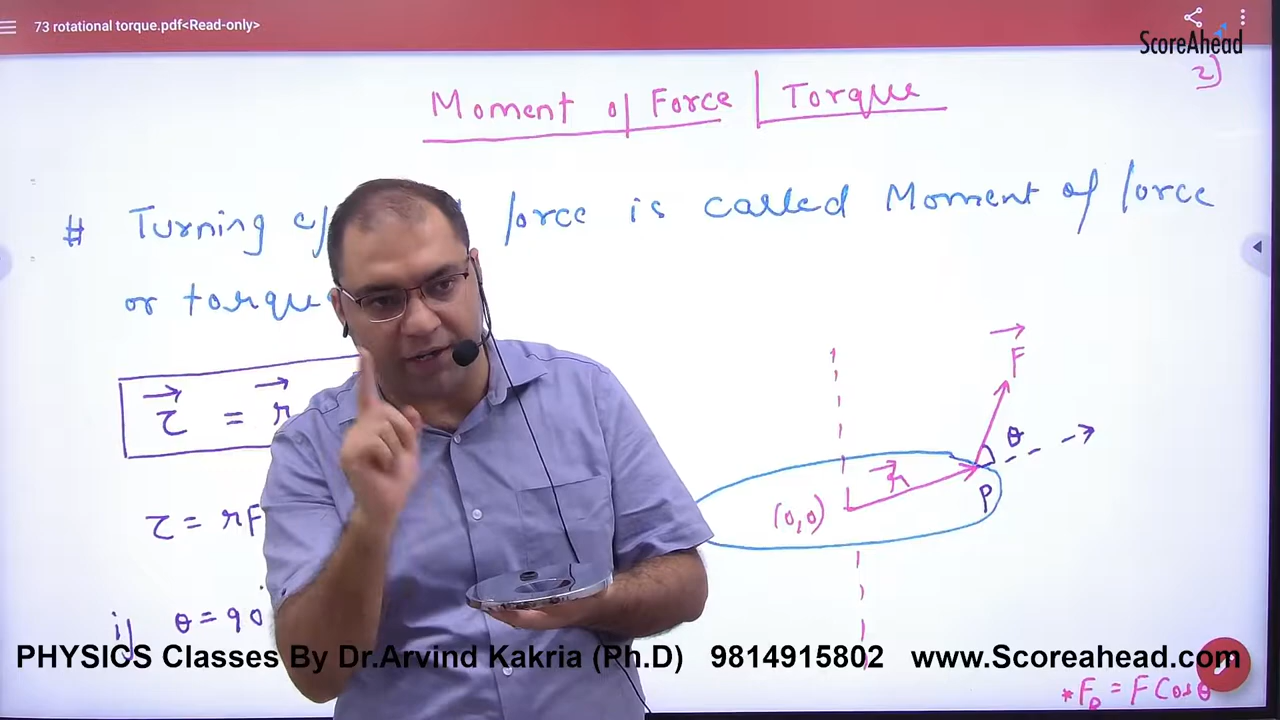 73 rotational torque.pdf<Read-only>
ScoreAhead
2)
Moment of Force | Torque
# Turning force is called Moment of force
or torque
τ = r
τ = rF
if θ = 90
F
θ
r
(0,0)
P
PHYSICS Classes By Dr.Arvind Kakria (Ph.D) 9814915802 www.Scoreahead.com
*F = F Cosθ